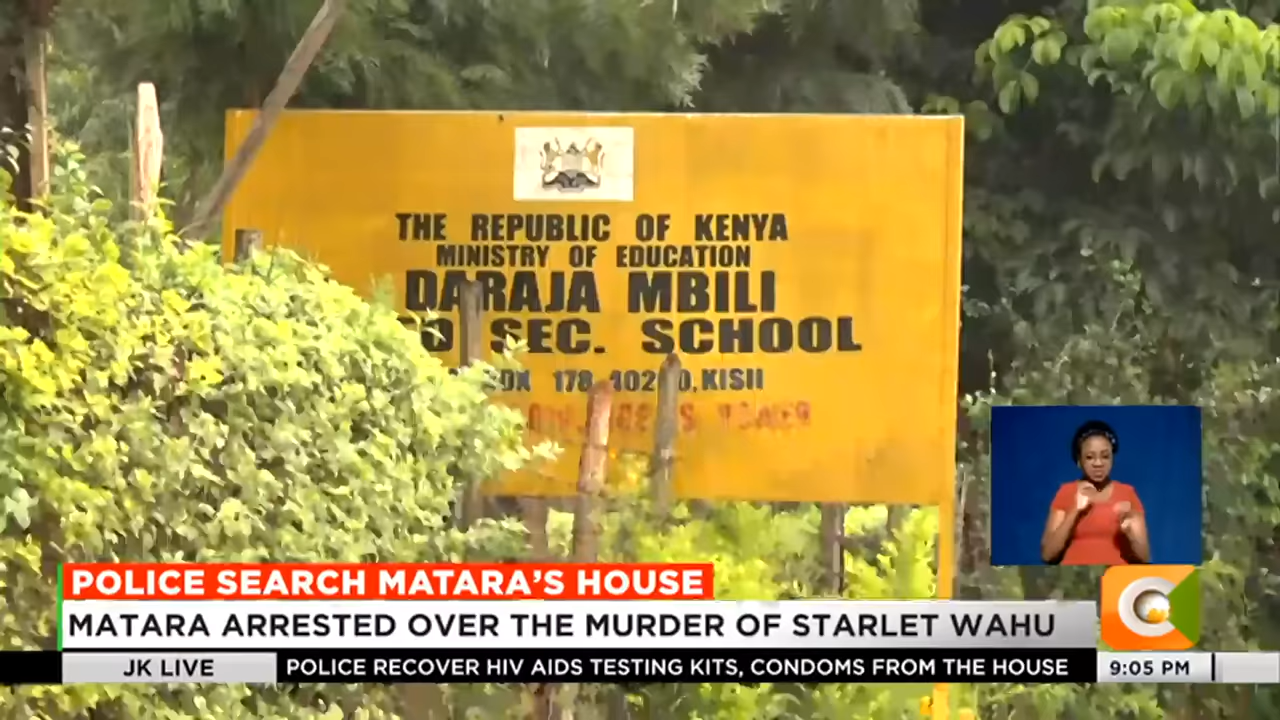 THE REPUBLIC OF KENYA
MINISTRY OF EDUCATION
DARAJA MBILI
SEC. SCHOOL
178 KISII
POLICE SEARCH MATARA'S HOUSE
MATARA ARRESTED OVER THE MURDER OF STARLET WAHU
JK LIVE
POLICE RECOVER HIV AIDS TESTING KITS, CONDOMS FROM THE HOUSE
9:05 PM